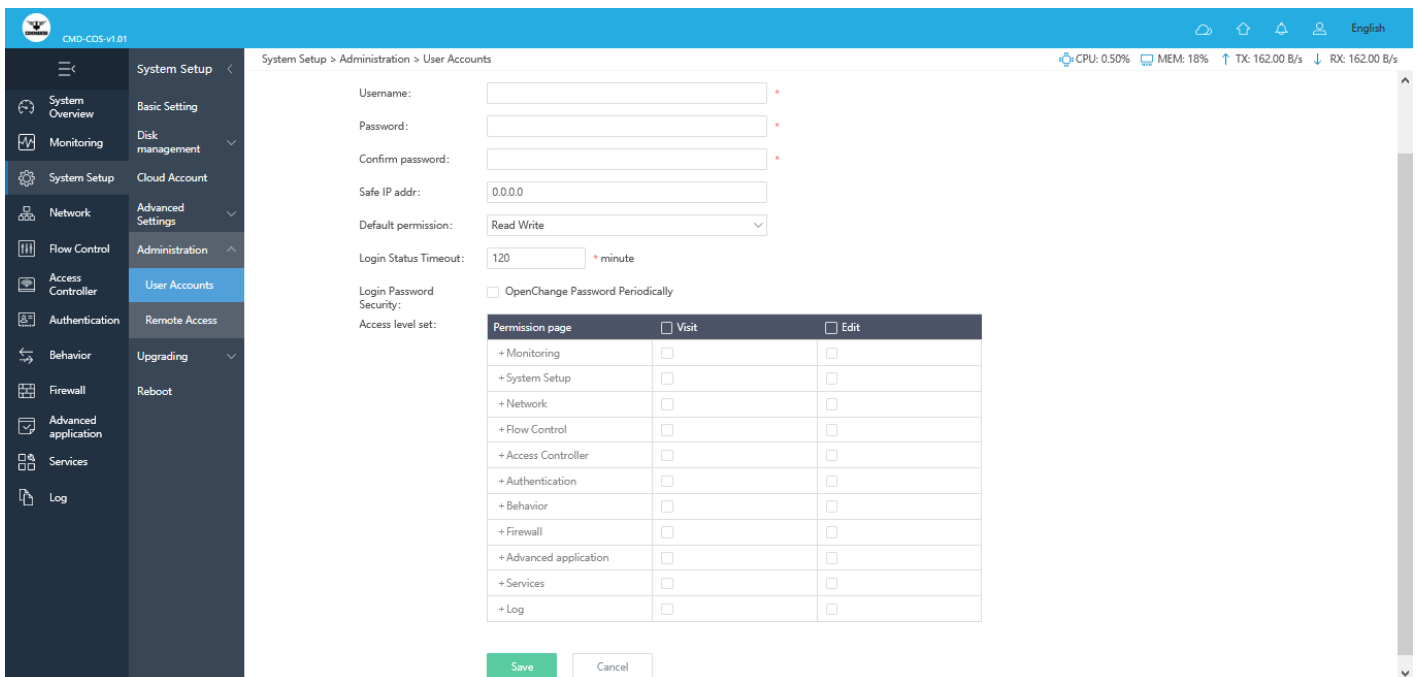 COMMANDO
CMD-COS-v1.01
English
System Setup
System Setup > Administration > User Accounts
CPU: 0.50% MEM: 18% TX: 162.00 B/s RX: 162.00 B/s
System
Overview
Monitoring
System Setup
Network
Flow Control
Access
Controller
Authentication
Behavior
Firewall
Advanced
application
Services
Log
Basic Setting
Disk
management
Cloud Account
Advanced
Settings
Administration
User Accounts
Remote Access
Upgrading
Reboot
Username: *
Password: *
Confirm password: *
Safe IP addr: 0.0.0.0
Default permission: Read Write
Login Status Timeout: 120 * minute
Login Password
Security:
OpenChange Password Periodically
Access level set:
Permission page Visit Edit
+Monitoring
+System Setup
+Network
+Flow Control
+Access Controller
+Authentication
+Behavior
+Firewall
+Advanced application
+Services
+Log
Save Cancel